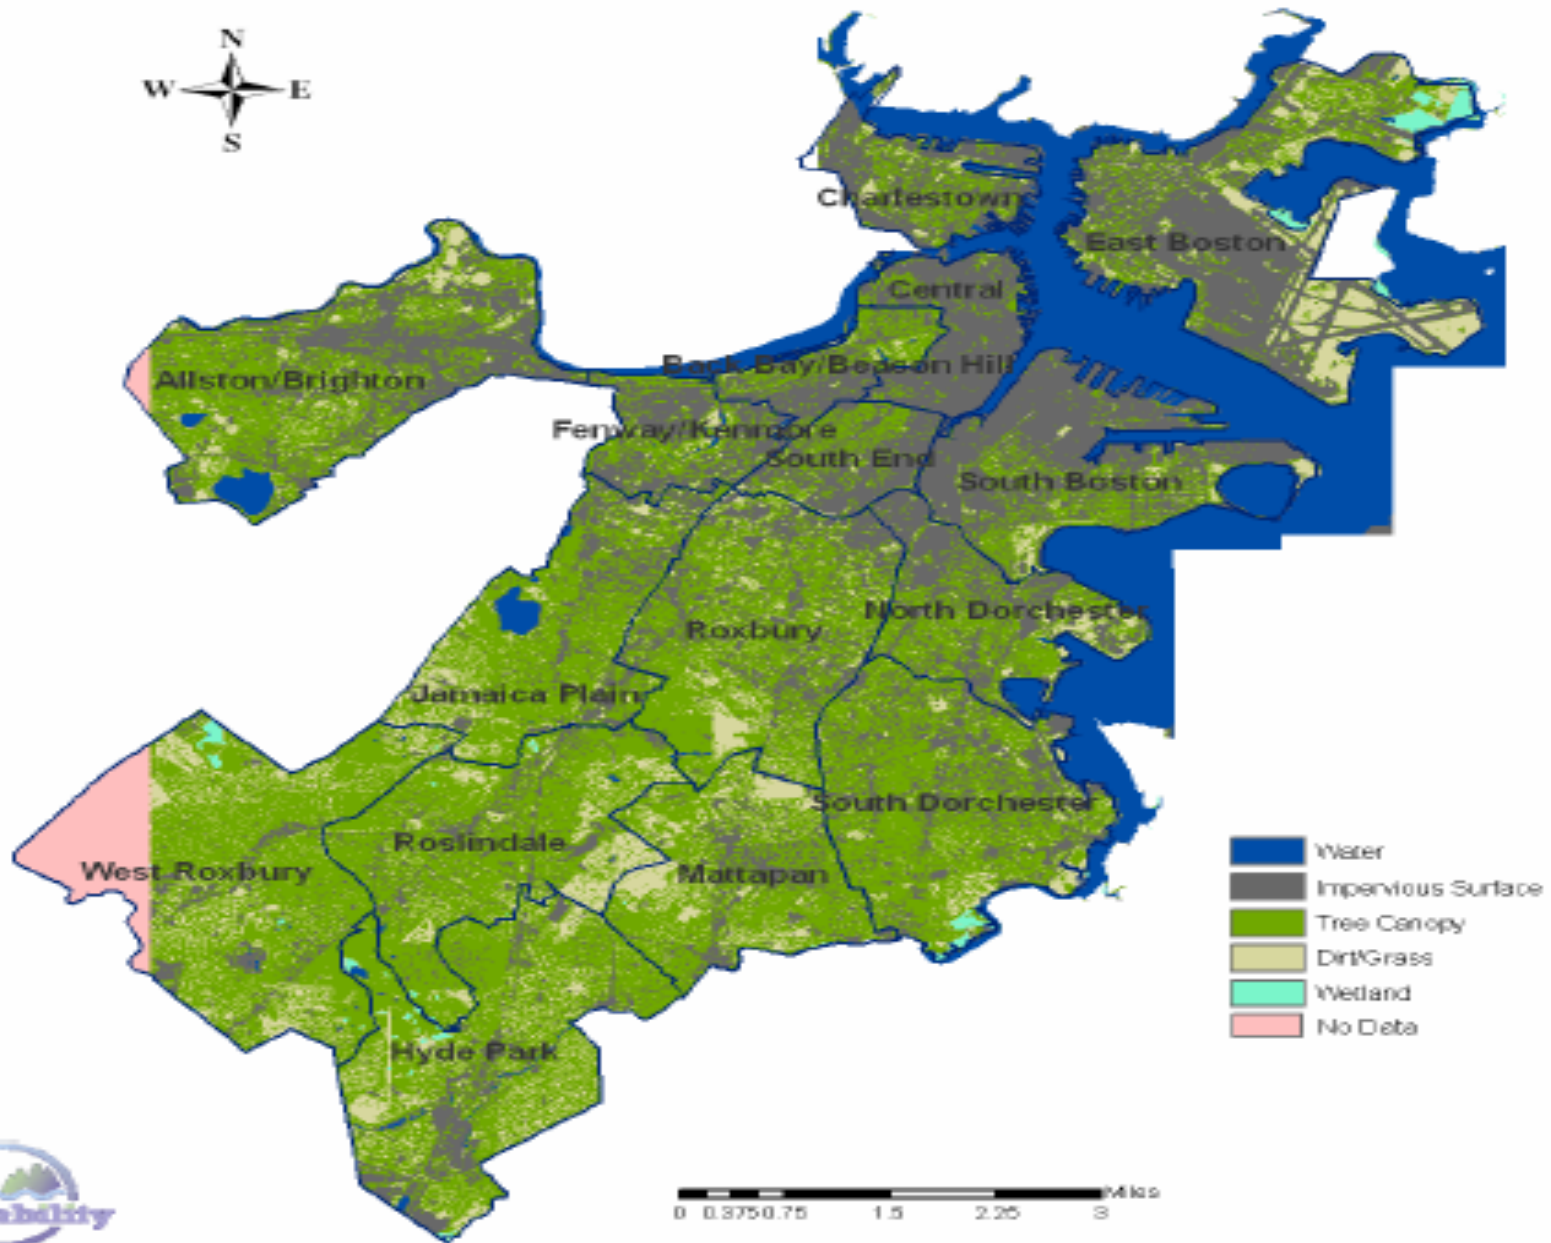 N
W E
S
Charlestown
East Boston
Central
Back Bay/Beacon Hill
Allston/Brighton
Fenway/Kenmore
South End
South Boston
North Dorchester
Roxbury
Jamaica Plain
South Dorchester
Roslindale
West Roxbury
Mattapan
Hyde Park
Water
Impervious Surface
Tree Canopy
Dirt/Grass
Wetland
No Data
Miles
0 0.375 0.75 1.5 2.25 3